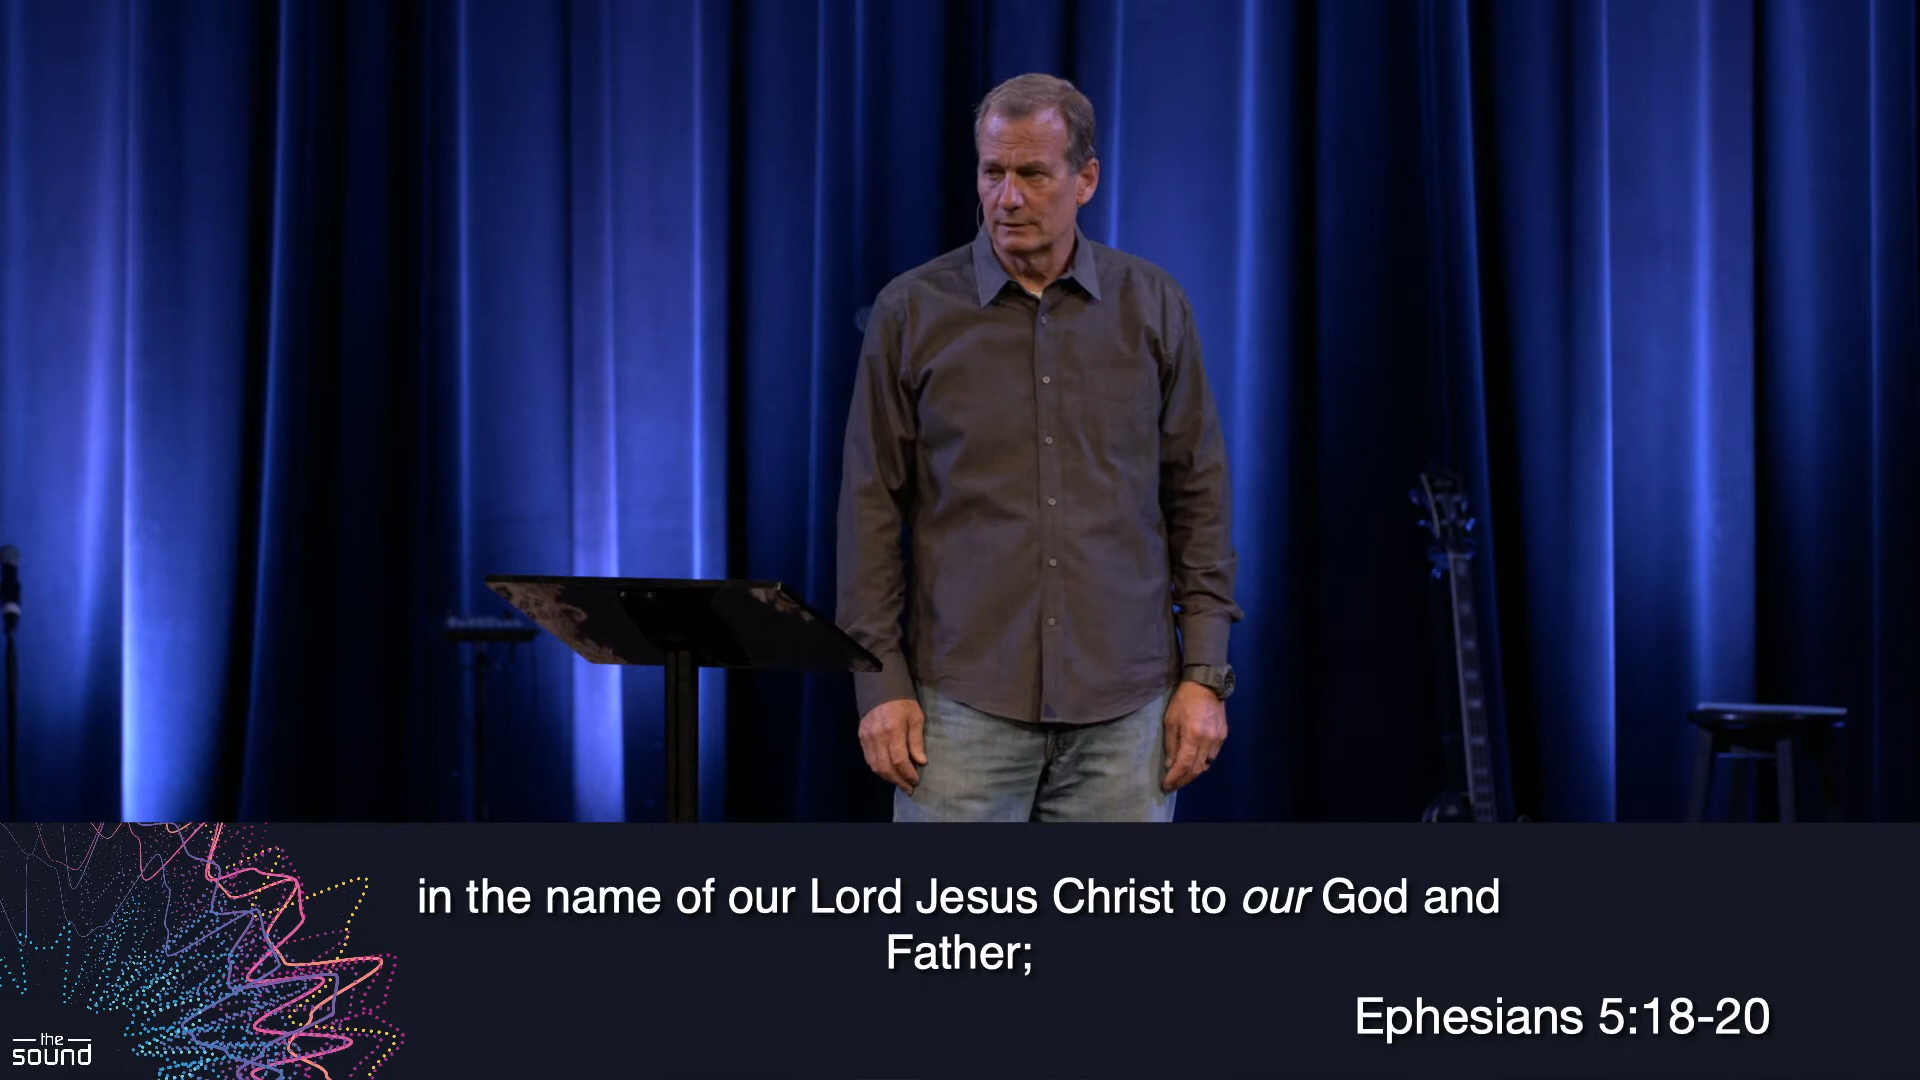 in the name of our Lord Jesus Christ to our God and
Father;
Ephesians 5:18-20
the
sound